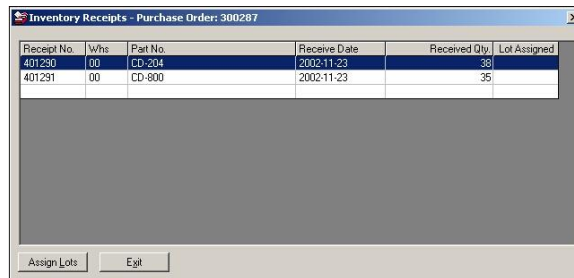 Inventory Receipts - Purchase Order: 300287
Receipt No. Whs Part No. Receive Date Received Qty. Lot Assigned
401290 00 CD-204 2002-11-23 38
401291 00 CD-800 2002-11-23 35
Assign Lots Exit